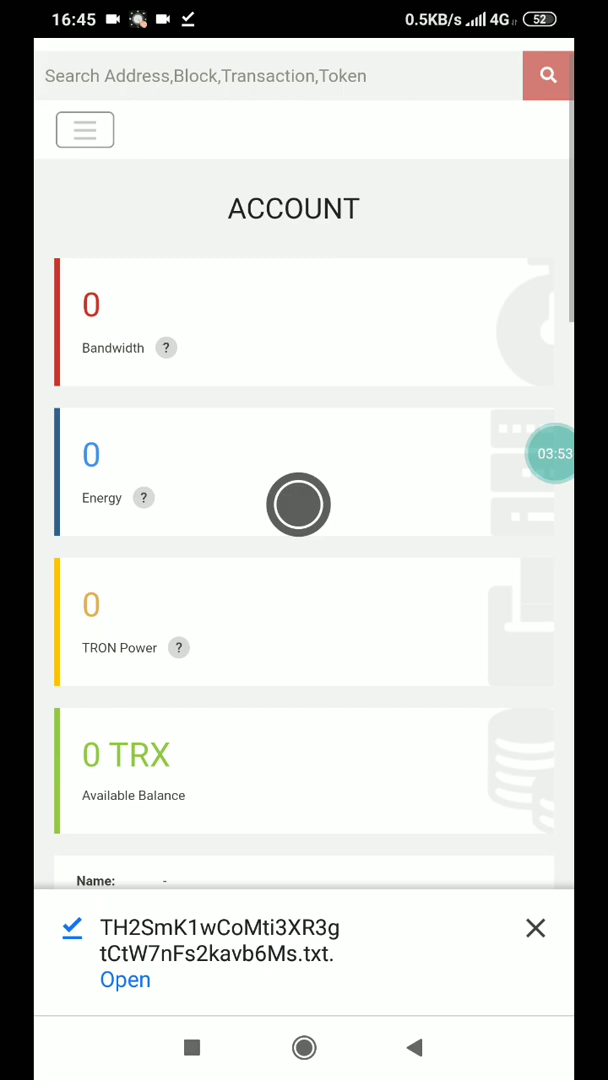 16:45 0.5KB/s 4G 52
Search Address,Block,Transaction,Token
ACCOUNT
0
Bandwidth ?
0
03:53
Energy ?
0
TRON Power ?
0 TRX
Available Balance
Name: -
TH2SmK1wCoMti3XR3g
tCtW7nFs2kavb6Ms.txt.
Open